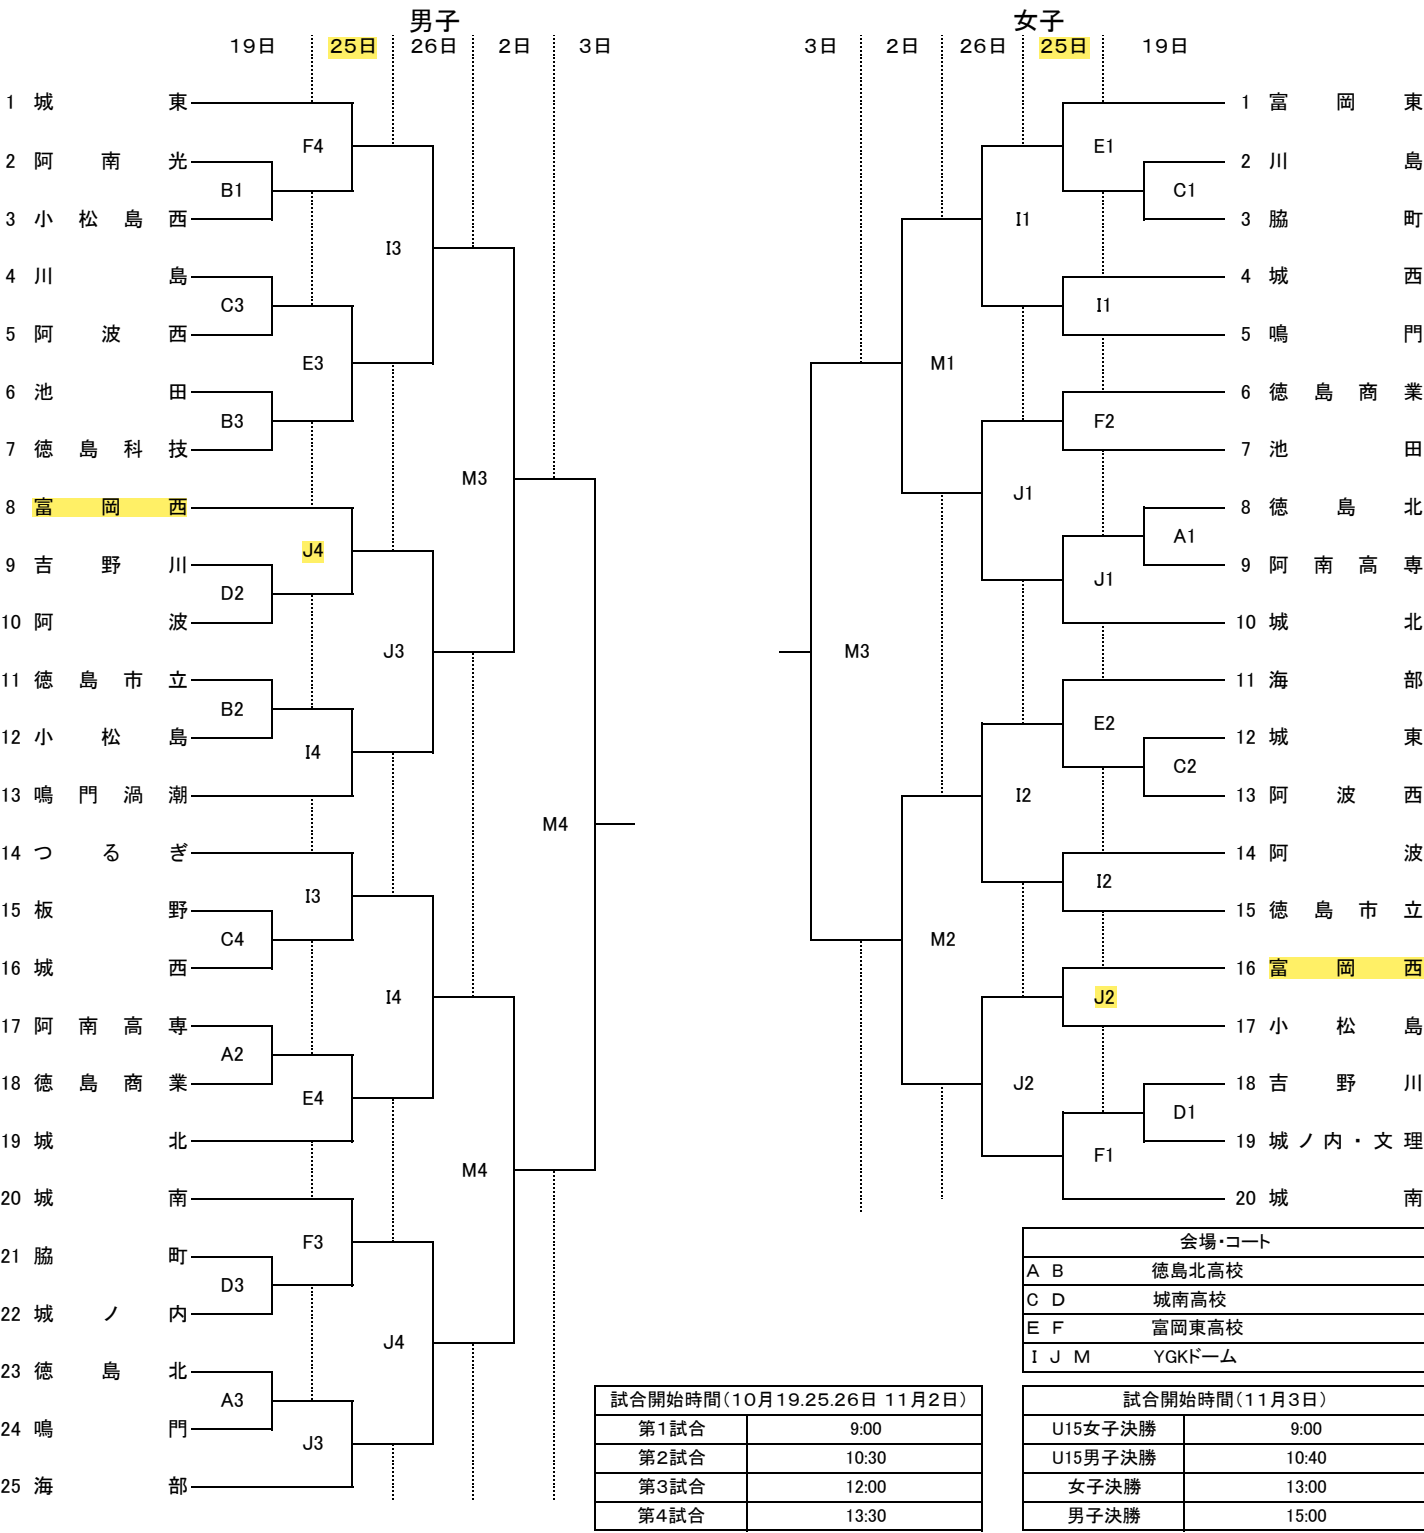 男子 女子
19日 25日 26日 2日 3日 3日 2日 26日 25日 19日
1 城東 1 富岡東
F4 E1
2 阿南光 2 川島
B1 C1
3 小松島西 3 脇町
I3 I1
4 川島 4 城西
C3 I1
5 阿波西 5 鳴門
E3 M1
6 池田 6 徳島商業
B3 F2
7 徳島科技 7 池田
M3 J1
8 富岡西 8 徳島北
J4 A1
9 吉野川 9 阿南高専
D2 J1
10 阿波 10 城北
J3 M3
11 徳島市立 11 海部
B2 E2
12 小松島 12 城東
I4 C2
13 鳴門渦潮 I2 13 阿波西
M4
14 つるぎ 14 阿波
I3 I2
15 板野 15 徳島市立
C4 M2
16 城西 16 富岡西
I4 J2
17 阿南高専 17 小松島
A2
18 徳島商業 J2 18 吉野川
E4 D1
19 城北 19 城ノ内・文理
M4 F1
20 城南 20 城南
F3
21 脇町
D3
22 城ノ内
J4
23 徳島北
A3
24 鳴門
J3
25 海部
会場・コート
A B 徳島北高校
C D 城南高校
E F 富岡東高校
I J M YGKドーム
試合開始時間(10月19.25.26日 11月2日)
第1試合 9:00
第2試合 10:30
第3試合 12:00
第4試合 13:30
試合開始時間(11月3日)
U15女子決勝 9:00
U15男子決勝 10:40
女子決勝 13:00
男子決勝 15:00